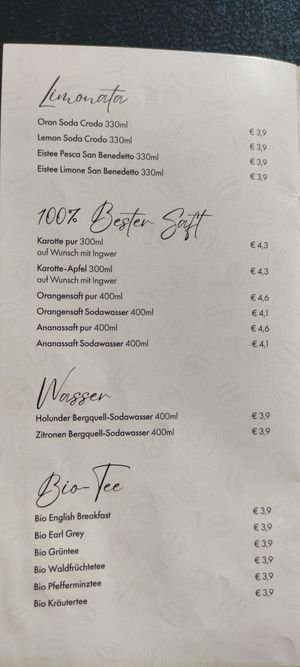 Limonata
Oran Soda Crodo 330ml € 3,9
Lemon Soda Crodo 330ml € 3,9
Eistee Pesca San Benedetto 330ml € 3,9
Eistee Limone San Benedetto 330ml € 3,9
100% Bester Saft
Karotte pur 300ml € 4,3
auf Wunsch mit Ingwer
Karotte-Apfel 300ml € 4,3
auf Wunsch mit Ingwer
Orangensaft pur 400ml € 4,6
Orangensaft Sodawasser 400ml € 4,1
Ananassaft pur 400ml € 4,6
Ananassaft Sodawasser 400ml € 4,1
Wasser
Holunder Bergquell-Sodawasser 400ml € 3,9
Zitronen Bergquell-Sodawasser 400ml € 3,9
Bio-Tee
Bio English Breakfast € 3,9
Bio Earl Grey € 3,9
Bio Grüntee € 3,9
Bio Waldfrüchtetee € 3,9
Bio Pfefferminztee € 3,9
Bio Kräutertee € 3,9